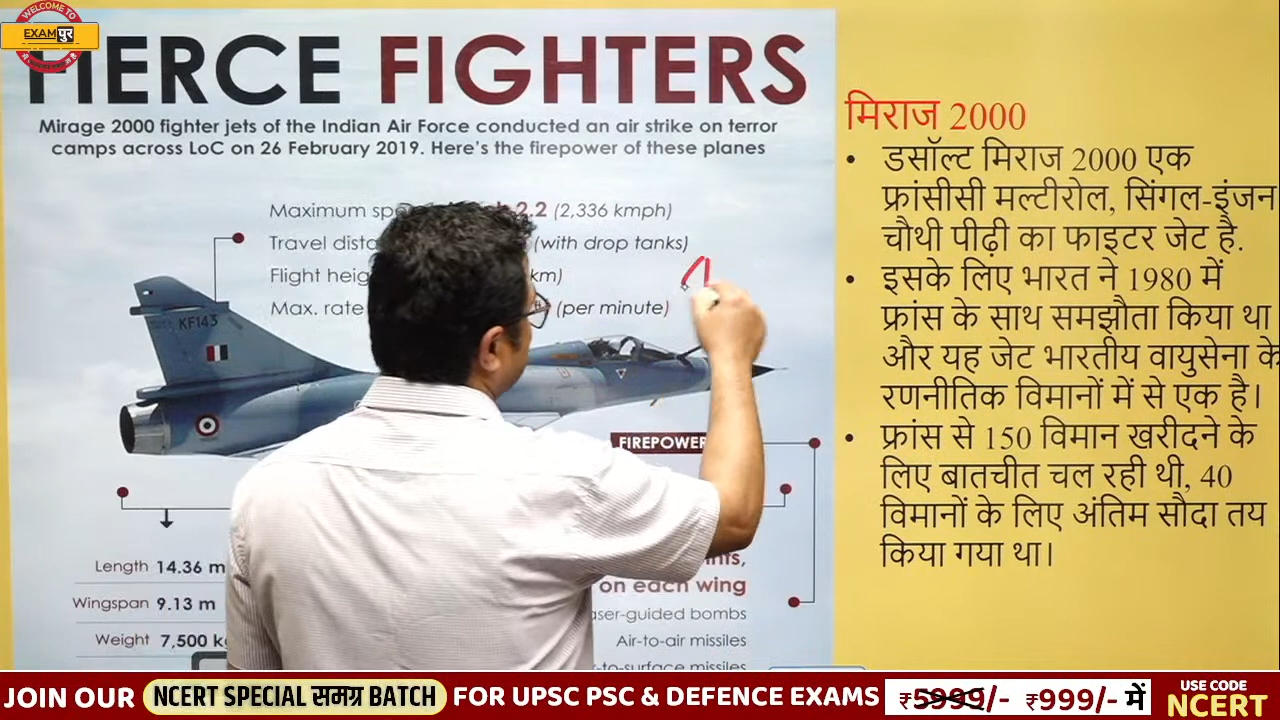 WELCOME TO
EXAMपुर
FIERCE FIGHTERS
Mirage 2000 fighter jets of the Indian Air Force conducted an air strike on terror
camps across LoC on 26 February 2019. Here's the firepower of these planes
Maximum 2.2 (2,336 kmph)
Travel (with drop tanks)
Flight km)
Max. rate (per minute)
KF143
FIREPOWER
Length 14.36 m
Wingspan 9.13 m
Weight 7,500
on each wing
bombs
Air-to-air missiles
missiles
मिराज 2000
• डसॉल्ट मिराज 2000 एक
फ्रांसीसी मल्टीरोल, सिंगल-इंजन
चौथी पीढ़ी का फाइटर जेट है.
• इसके लिए भारत ने 1980 में
फ्रांस के साथ समझौता किया था
और यह जेट भारतीय वायुसेना के
रणनीतिक विमानों में से एक है।
• फ्रांस से 150 विमान खरीदने के
लिए बातचीत चल रही थी, 40
विमानों के लिए अंतिम सौदा तय
किया गया था।
JOIN OUR NCERT SPECIAL समग्र BATCH FOR UPSC PSC & DEFENCE EXAMS ₹5999/- ₹999/- में
USE CODE
NCERT